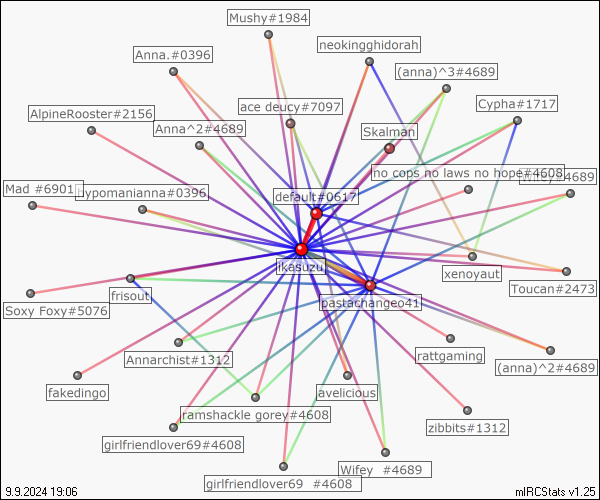 Mushy#1984
neokingghidorah
Anna.#0396
(anna)^3#4689
ace deucy#7097
Cypha#1717
AlpineRooster#2156
Anna^2#4689
Skalman
no cops no laws no hope#4608
#4689
Mad #6901
hypomanianna#0396
default#0617
likasuzu
xenoyaut
Toucan#2473
frisout
pastachangeo41
Soxy Foxy#5076
Annarchist#1312
rattgaming
(anna)^2#4689
fakedingo
avelicious
ramshackle gorey#4608
zibbits#1312
girlfriendlover69#4608
Wifey #4689
girlfriendlover69 #4608
9.9.2024 19:06
mIRCStats v1.25